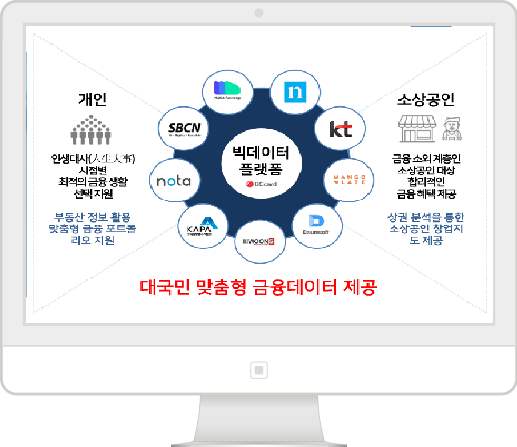 개인
인생대사(人生大事)
시점별
최적의 금융 생활
선택 지원
부동산 정보 활용
맞춤형 금융 포트폴
리오 지원
n
SBCN
kt
빅데이터
플랫폼
nota
MANGO
PLATE
KAPA
소상공인
금융 소외 계층인
소상공인 대상
합리적인
금융 혜택 제공
상권 분석을 통한
소상공인 창업지
도 제공
대국민 맞춤형 금융데이터 제공